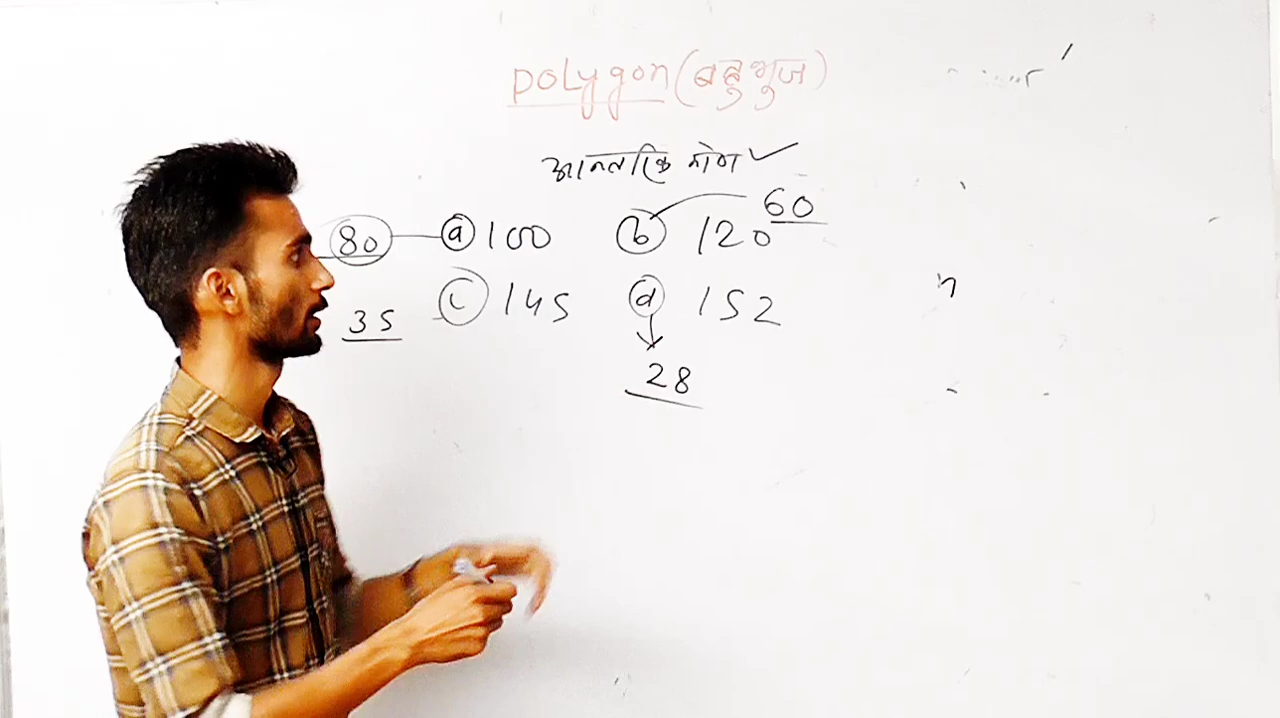 polygon (बहुभुज)
आन्तरिक कोण ✓
60
80 a 100 b 120
35 c 145 d 152
28